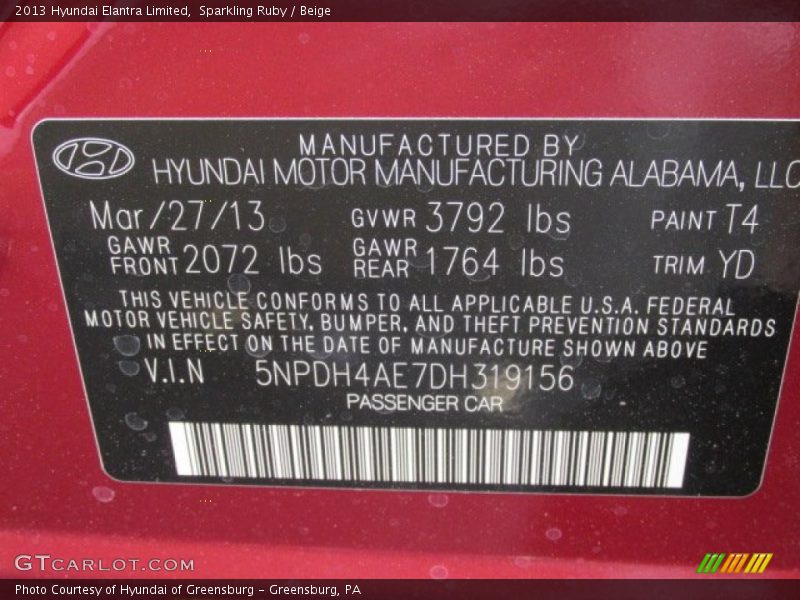 2013 Hyundai Elantra Limited, Sparkling Ruby / Beige
MANUFACTURED BY
HYUNDAI MOTOR MANUFACTURING ALABAMA, LLC
Mar/27/13 GVWR 3792 lbs PAINT T4
GAWR FRONT 2072 lbs GAWR REAR 1764 lbs TRIM YD
THIS VEHICLE CONFORMS TO ALL APPLICABLE U.S.A. FEDERAL
MOTOR VEHICLE SAFETY, BUMPER, AND THEFT PREVENTION STANDARDS
IN EFFECT ON THE DATE OF MANUFACTURE SHOWN ABOVE
V.I.N 5NPDH4AE7DH319156
PASSENGER CAR
GTCARLOT.COM
Photo Courtesy of Hyundai of Greensburg - Greensburg, PA